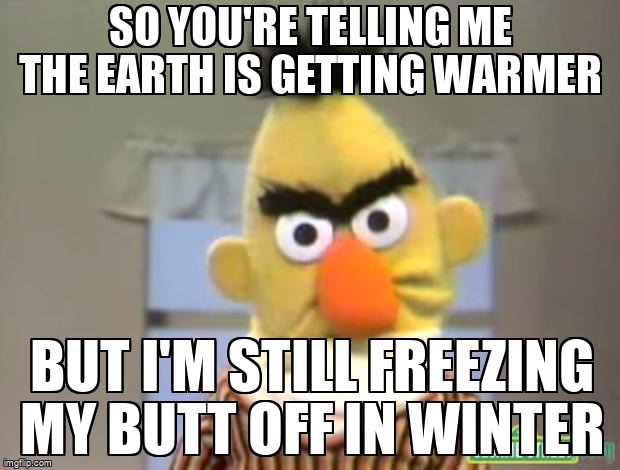 SO YOU'RE TELLING ME
THE EARTH IS GETTING WARMER
BUT I'M STILL FREEZING
MY BUTT OFF IN WINTER
imgflip.com